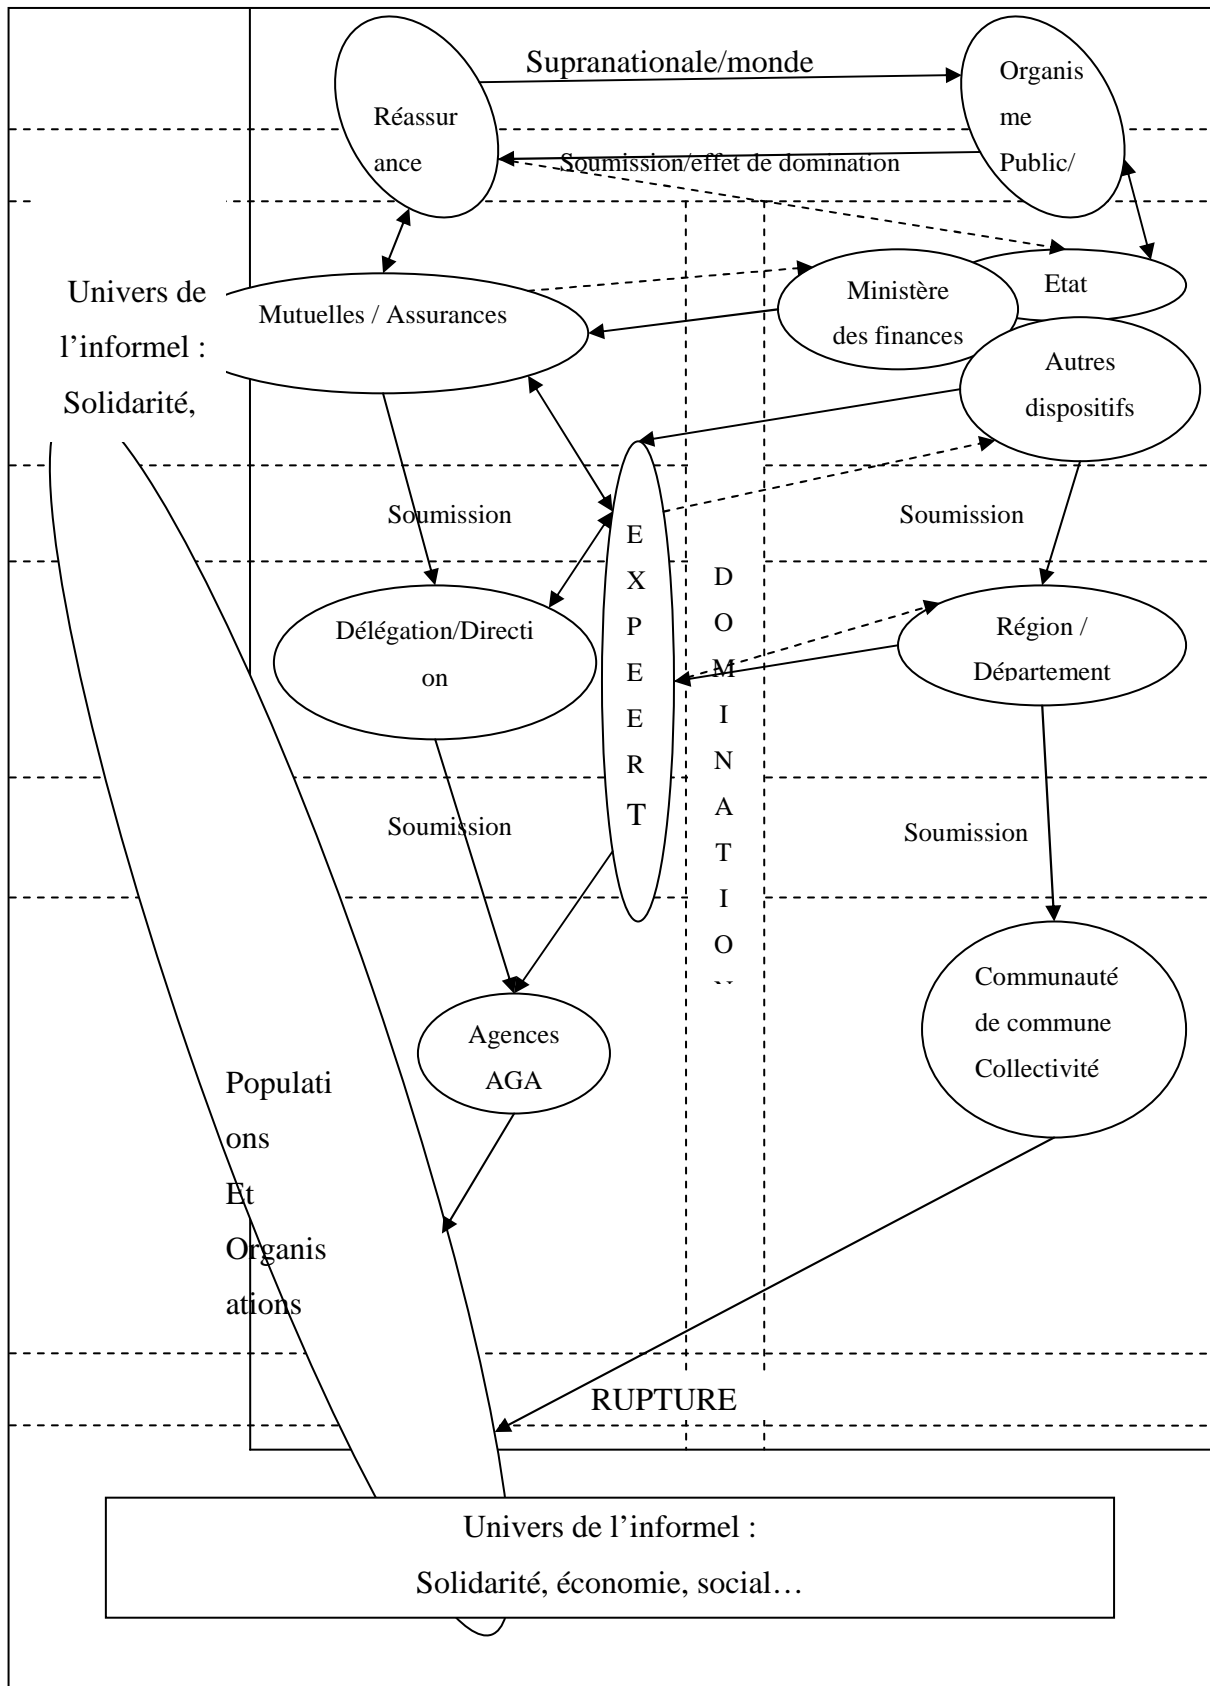 Supranationale/monde
Réassur
ance
Organis
me
Public/
Soumission/effet de domination
Univers de
l’informel :
Solidarité,
Mutuelles / Assurances
Ministère
des finances
Etat
Autres
dispositifs
Soumission
Soumission
E
X
P
E
E
R
T
D
O
M
I
N
A
T
I
O
N
Délégation/Directi
on
Région /
Département
Soumission
Soumission
Agences
AGA
Communauté
de commune
Collectivité
Populati
ons
Et
Organis
ations
RUPTURE
Univers de l’informel :
Solidarité, économie, social…